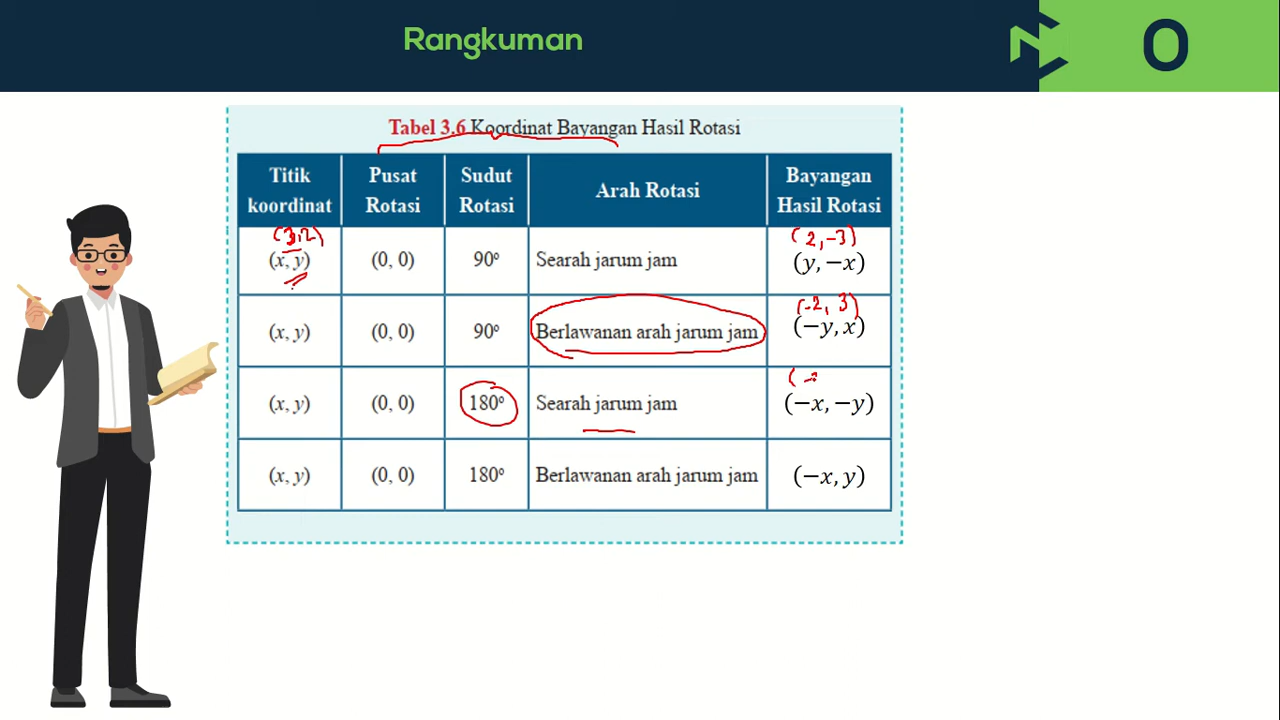 Rangkuman
O
Tabel 3.6 Koordinat Bayangan Hasil Rotasi
Titik koordinat Pusat Rotasi Sudut Rotasi Arah Rotasi Bayangan Hasil Rotasi
(3,2) (2,-3)
(x, y) (0, 0) 90° Searah jarum jam (y, −x)
(-2, 3)
(x, y) (0, 0) 90° Berlawanan arah jarum jam (−y, x)
(x, y) (0, 0) 180° Searah jarum jam (−x, −y)
(x, y) (0, 0) 180° Berlawanan arah jarum jam (−x, y)